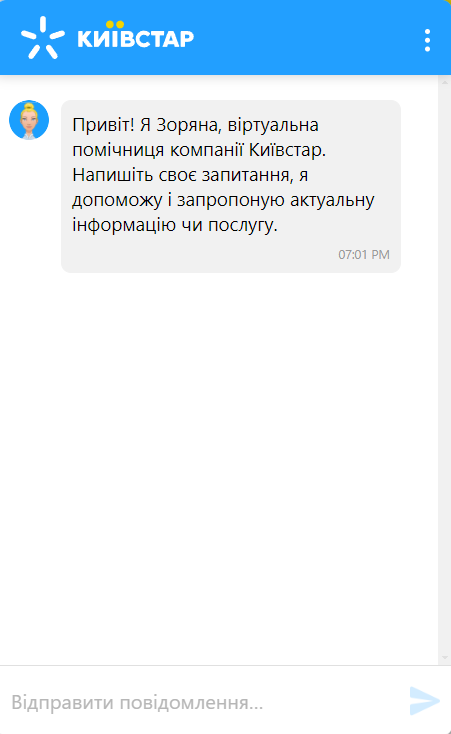 КИЇВСТАР
Привіт! Я Зоряна, віртуальна
помічниця компанії Київстар.
Напишіть своє запитання, я
допоможу і запропоную актуальну
інформацію чи послугу.
07:01 PM
Відправити повідомлення...